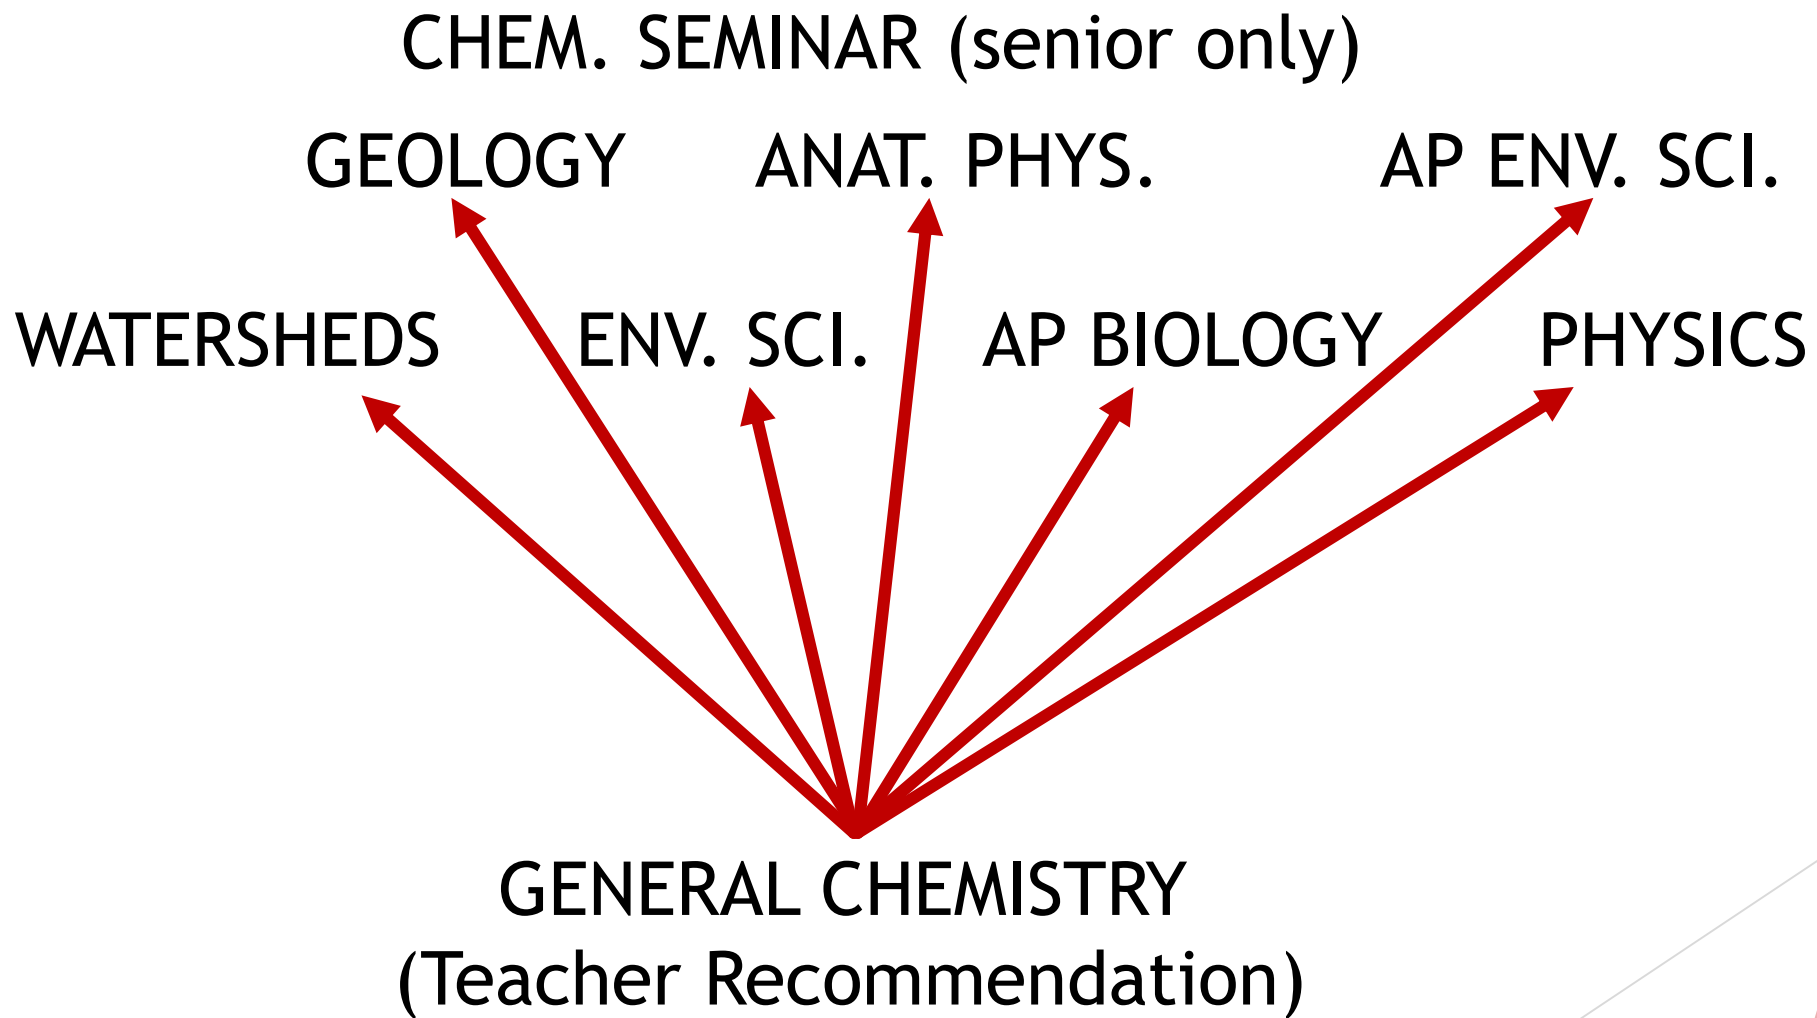 CHEM. SEMINAR (senior only)
GEOLOGY ANAT. PHYS. AP ENV. SCI.
WATERSHEDS ENV. SCI. AP BIOLOGY PHYSICS
GENERAL CHEMISTRY
(Teacher Recommendation)